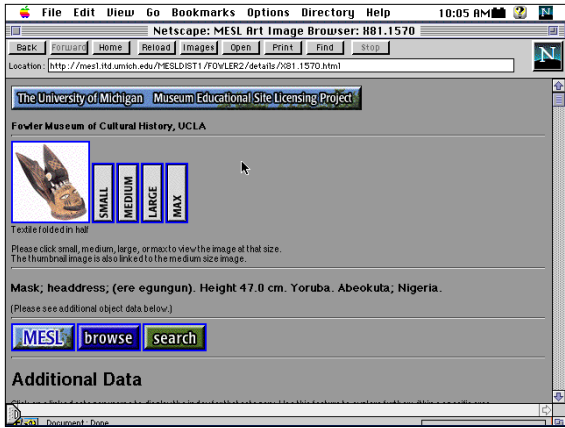 File Edit View Go Bookmarks Options Directory Help 10:05 AM
Netscape: MESL Art Image Browser: X81.1570
Back Forward Home Reload Images Open Print Find Stop
N
Location: http://mesl.itd.umich.edu/MESLDIST1/FOWLER2/details/X81.1570.html
The University of Michigan Museum Educational Site Licensing Project
Fowler Museum of Cultural History, UCLA
SMALL
MEDIUM
LARGE
MAX
Textile folded in half
Please click small, medium, large, or max to view the image at that size.
The thumbnail image is also linked to the medium size image.
Mask; headdress; (ere egungun). Height 47.0 cm. Yoruba. Abeokuta; Nigeria.
(Please see additional object data below.)
MESL browse search
Additional Data
Document: Done